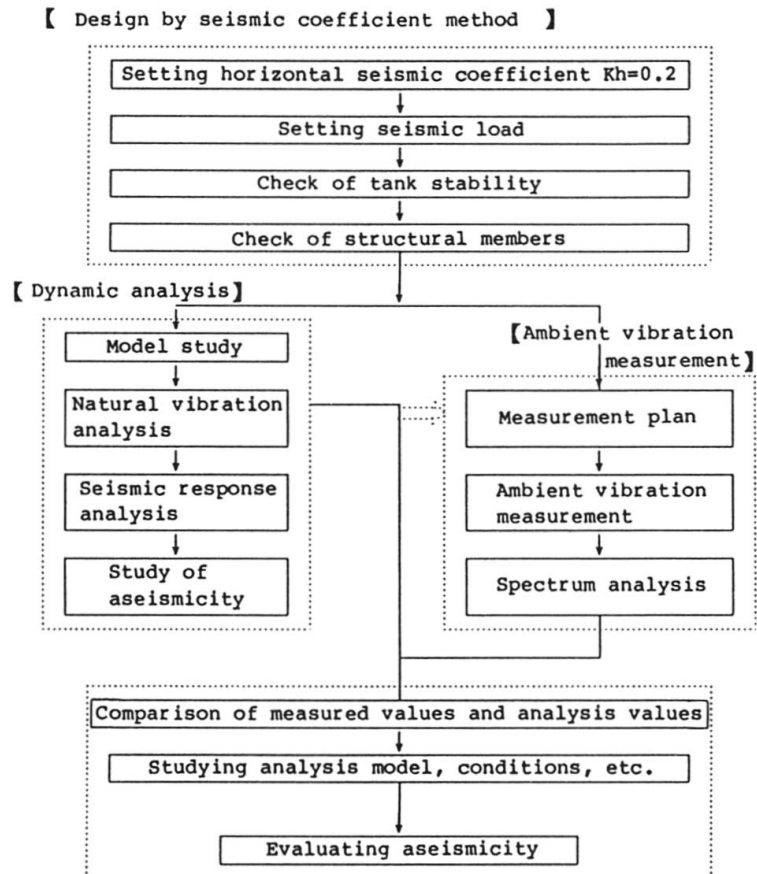 【 Design by seismic coefficient method 】
Setting horizontal seismic coefficient Kh=0.2
Setting seismic load
Check of tank stability
Check of structural members
【 Dynamic analysis】
Model study
Natural vibration
analysis
Seismic response
analysis
Study of
aseismicity
【Ambient vibration
measurement】
Measurement plan
Ambient vibration
measurement
Spectrum analysis
Comparison of measured values and analysis values
Studying analysis model, conditions, etc.
Evaluating aseismicity